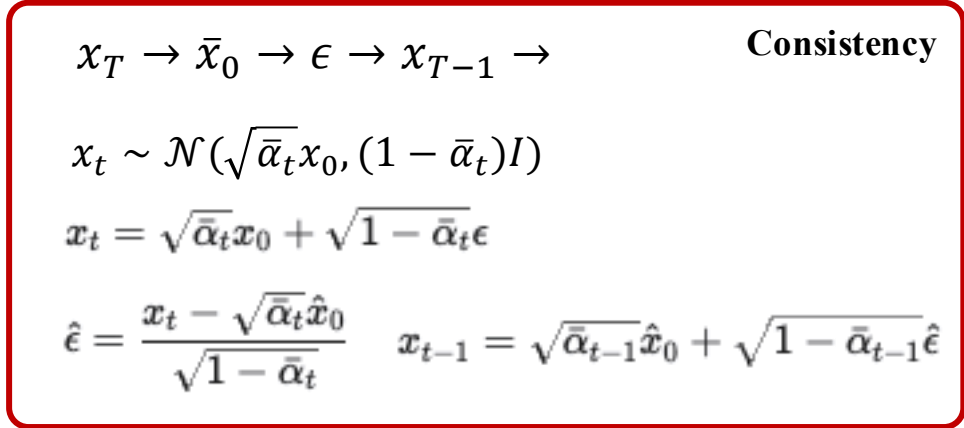 x_T → x̄_0 → ϵ → x_{T−1} → Consistency
x_t ~ 𝒩(√ᾱ_t x_0, (1 − ᾱ_t)I)
x_t = √ᾱ_t x_0 + √(1 − ᾱ_t) ϵ
ϵ̂ = (x_t − √ᾱ_t x̂_0) / √(1 − ᾱ_t) x_{t−1} = √ᾱ_{t−1} x̂_0 + √(1 − ᾱ_{t−1}) ϵ̂